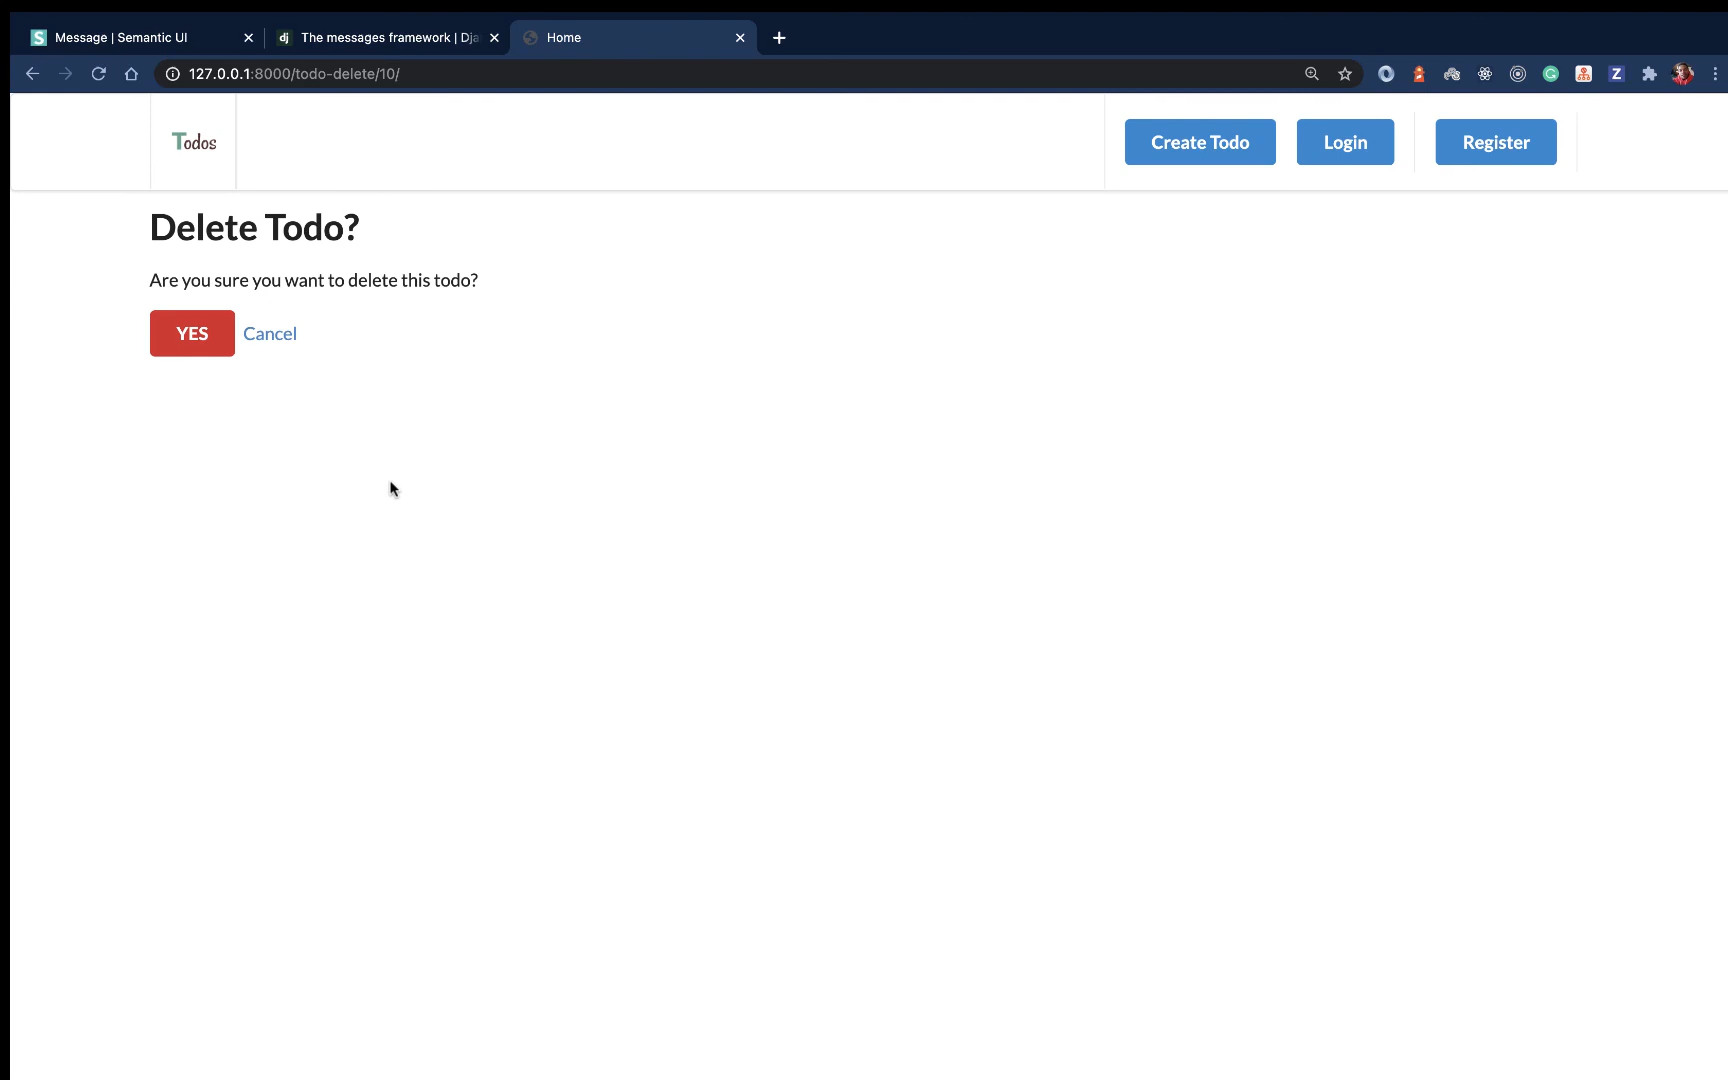 Message | Semantic UI
The messages framework | Dja
Home
127.0.0.1:8000/todo-delete/10/
Todos
Create Todo
Login
Register
Delete Todo?
Are you sure you want to delete this todo?
YES
Cancel